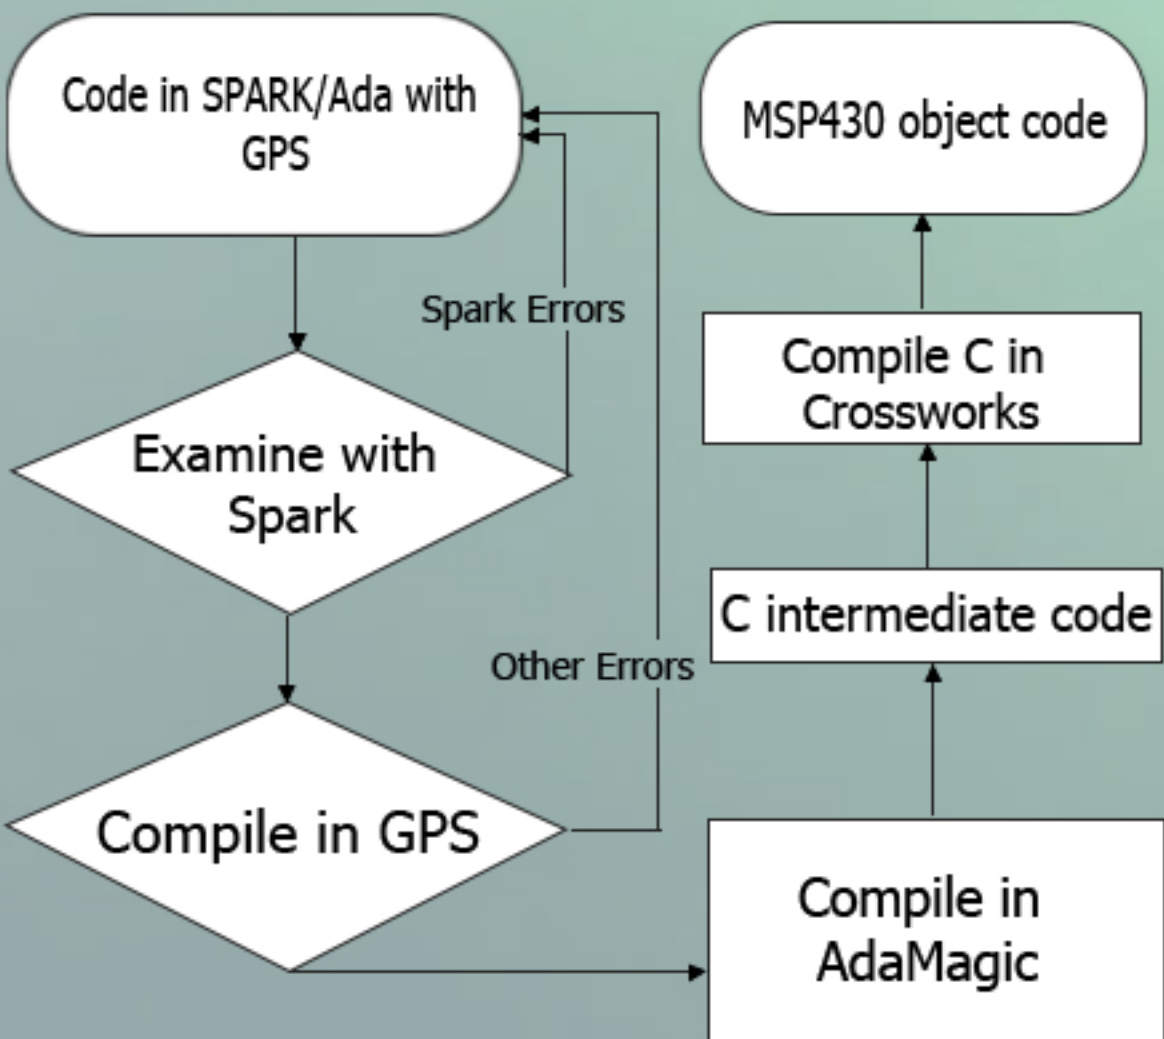 Code in SPARK/Ada with
GPS
Spark Errors
Examine with
Spark
Other Errors
Compile in GPS
Compile in
AdaMagic
C intermediate code
Compile C in
Crossworks
MSP430 object code